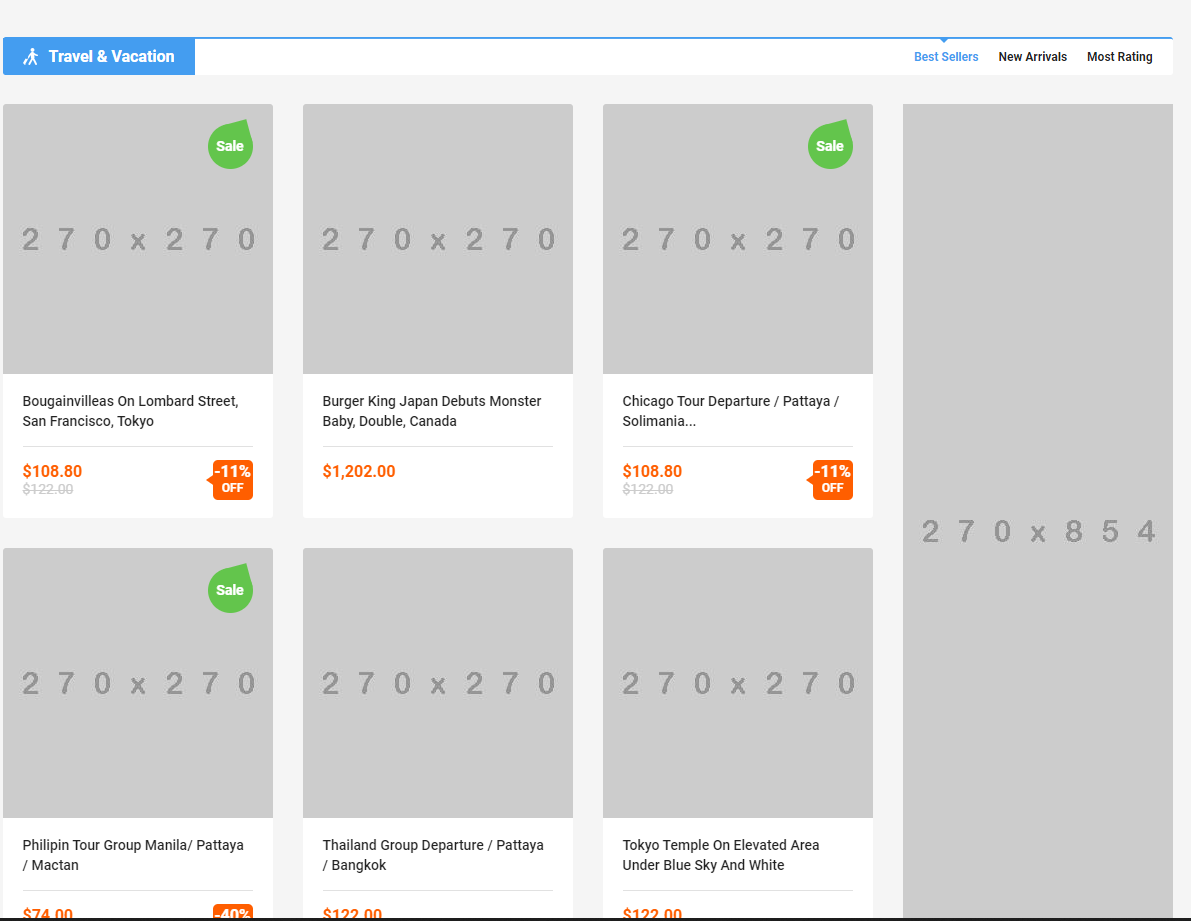 Travel & Vacation
Best Sellers New Arrivals Most Rating
Sale
270x270
Bougainvilleas On Lombard Street,
San Francisco, Tokyo
$108.80
$122.00
-11%
OFF
270x270
Burger King Japan Debuts Monster
Baby, Double, Canada
$1,202.00
Sale
270x270
Chicago Tour Departure / Pattaya /
Solimania...
$108.80
$122.00
-11%
OFF
270x854
Sale
270x270
Philipin Tour Group Manila/ Pattaya
/ Mactan
$74.00
-40%
270x270
Thailand Group Departure / Pattaya
/ Bangkok
$122.00
270x270
Tokyo Temple On Elevated Area
Under Blue Sky And White
$122.00